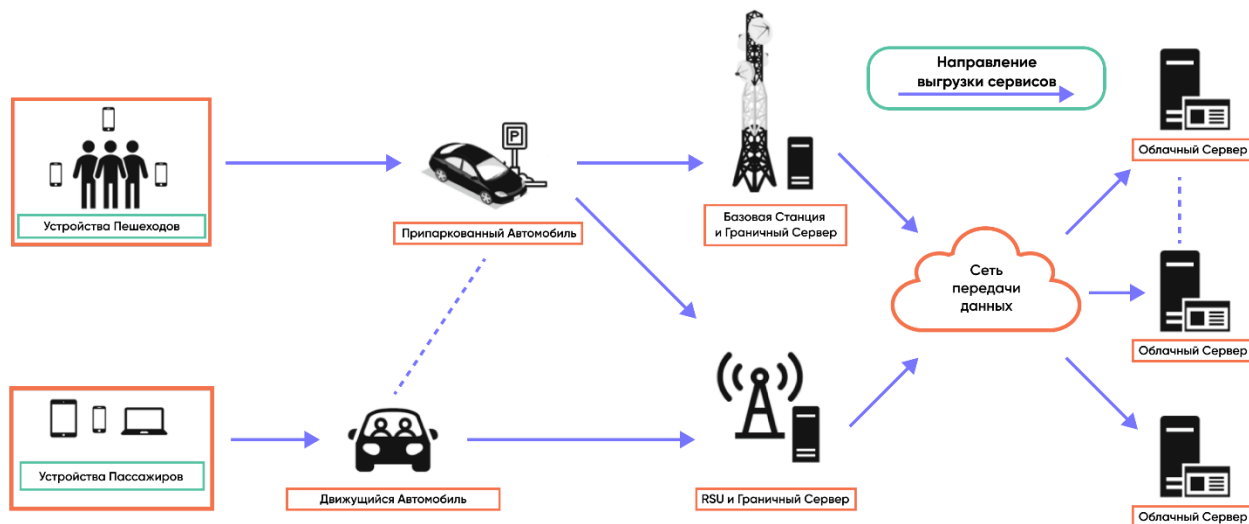 Направление
выгрузки сервисов
P
Облачный Сервер
Устройства Пешеходов
Припаркованный Автомобиль
Базовая Станция
и Граничный Сервер
Сеть
передачи
данных
Облачный Сервер
Устройства Пассажиров
Движущийся Автомобиль
RSU и Граничный Сервер
Облачный Сервер